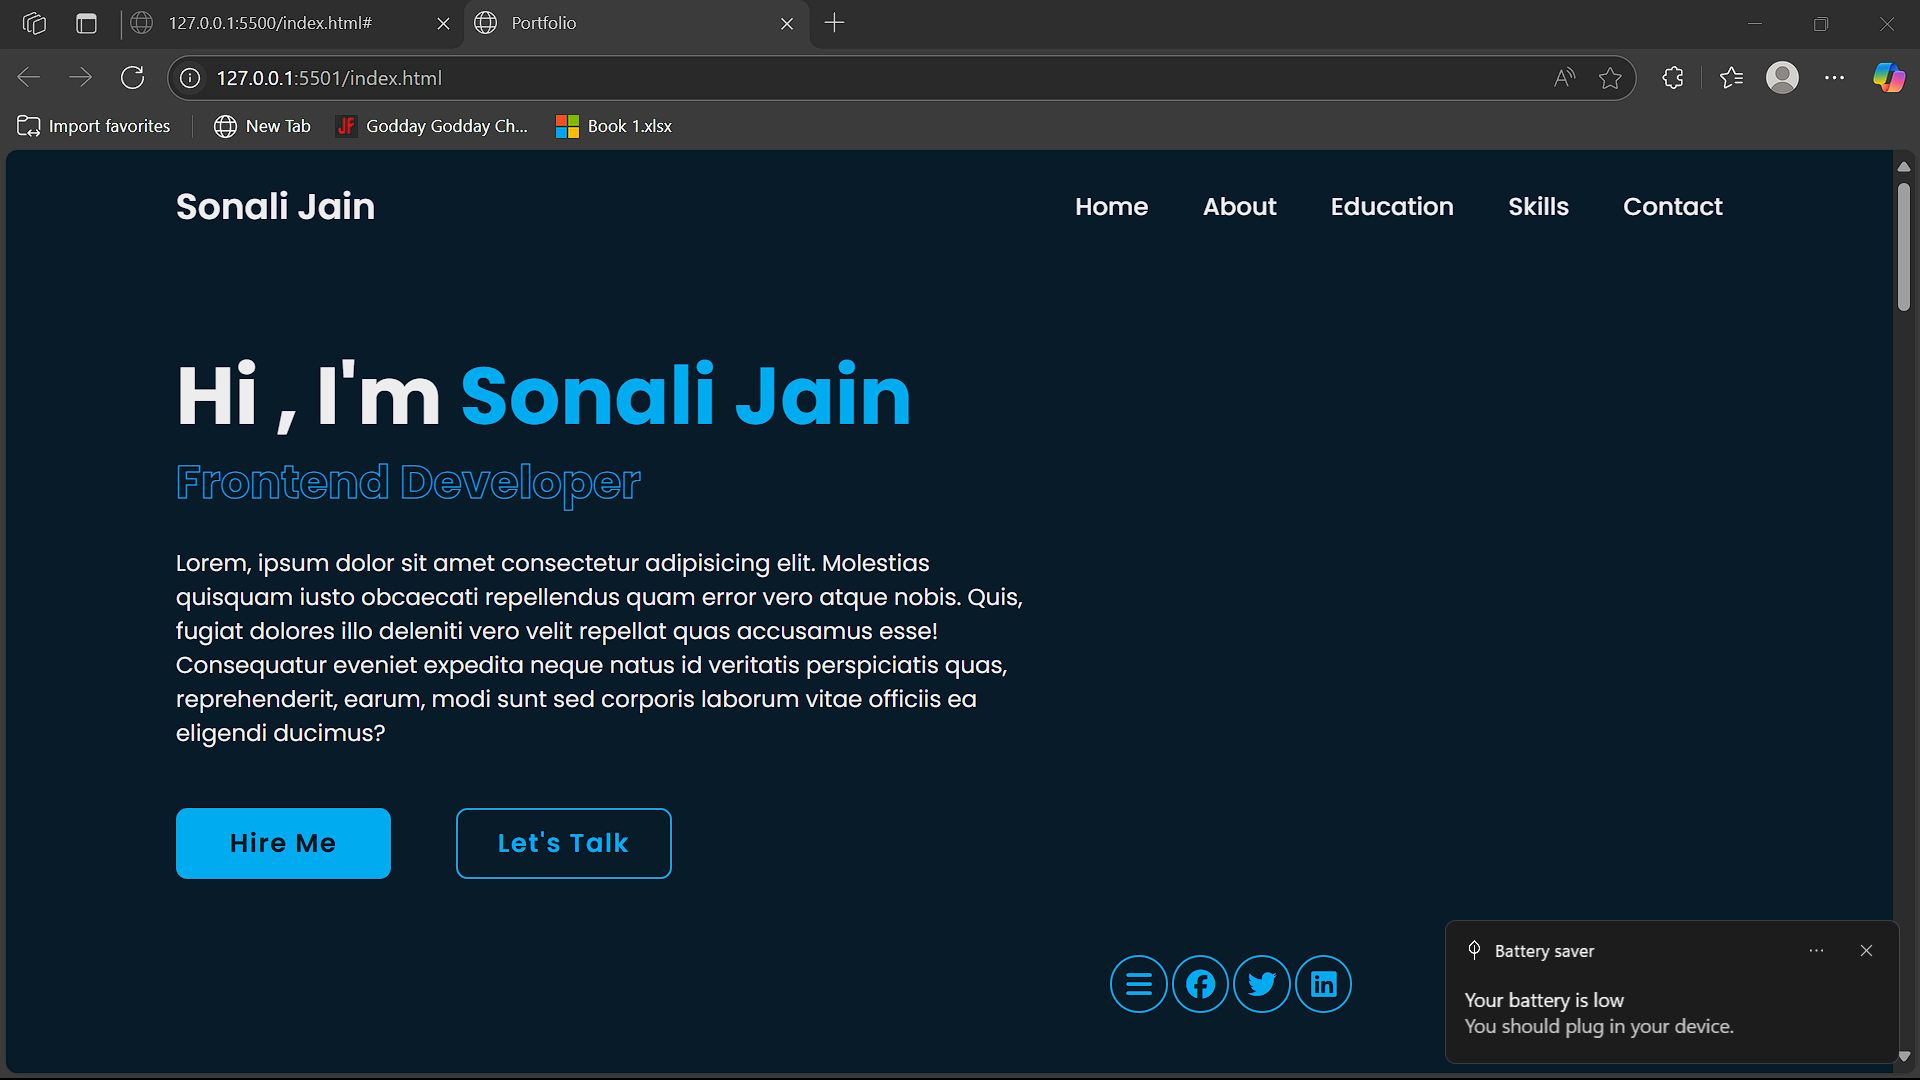 127.0.0.1:5500/index.html#
Portfolio
127.0.0.1:5501/index.html
Import favorites
New Tab
JF
Godday Godday Ch...
Book 1.xlsx
Sonali Jain
Home
About
Education
Skills
Contact
Hi , I'm Sonali Jain
Frontend Developer
Lorem, ipsum dolor sit amet consectetur adipisicing elit. Molestias
quisquam iusto obcaecati repellendus quam error vero atque nobis. Quis,
fugiat dolores illo deleniti vero velit repellat quas accusamus esse!
Consequatur eveniet expedita neque natus id veritatis perspiciatis quas,
reprehenderit, earum, modi sunt sed corporis laborum vitae officiis ea
eligendi ducimus?
Hire Me
Let's Talk
in
Battery saver
Your battery is low
You should plug in your device.